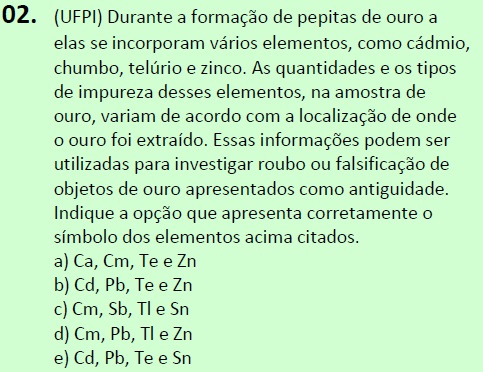 02. (UFPI) Durante a formação de pepitas de ouro a
elas se incorporam vários elementos, como cádmio,
chumbo, telúrio e zinco. As quantidades e os tipos
de impureza desses elementos, na amostra de
ouro, variam de acordo com a localização de onde
o ouro foi extraído. Essas informações podem ser
utilizadas para investigar roubo ou falsificação de
objetos de ouro apresentados como antiguidade.
Indique a opção que apresenta corretamente o
símbolo dos elementos acima citados.
a) Ca, Cm, Te e Zn
b) Cd, Pb, Te e Zn
c) Cm, Sb, Tl e Sn
d) Cm, Pb, Tl e Zn
e) Cd, Pb, Te e Sn